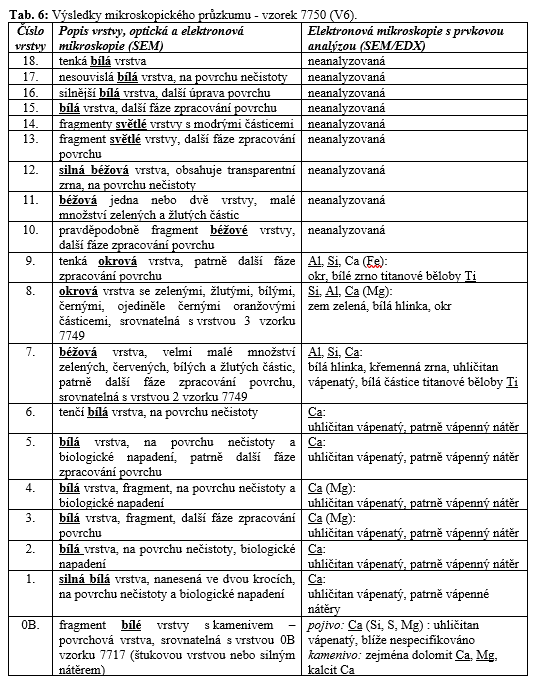 Tab. 6: Výsledky mikroskopického průzkumu - vzorek 7750 (V6).
Číslo vrstvy | Popis vrstvy, optická a elektronová mikroskopie (SEM) | Elektronová mikroskopie s prvkovou analýzou (SEM/EDX)
18. | tenká bílá vrstva | neanalyzovaná
17. | nesouvislá bílá vrstva, na povrchu nečistoty | neanalyzovaná
16. | silnější bílá vrstva, další úprava povrchu | neanalyzovaná
15. | bílá vrstva, další fáze zpracování povrchu | neanalyzovaná
14. | fragmenty světlé vrstvy s modrými částicemi | neanalyzovaná
13. | fragment světlé vrstvy, další fáze zpracování povrchu | neanalyzovaná
12. | silná béžová vrstva, obsahuje transparentní zrna, na povrchu nečistoty | neanalyzovaná
11. | béžová jedna nebo dvě vrstvy, malé množství zelených a žlutých částic | neanalyzovaná
10. | pravděpodobně fragment béžové vrstvy, další fáze zpracování povrchu | neanalyzovaná
9. | tenká okrová vrstva, patrně další fáze zpracování povrchu | Al, Si, Ca (Fe): okr, bílé zrno titanové běloby Ti
8. | okrová vrstva se zelenými, žlutými, bílými, černými, ojediněle černými oranžovými částicemi, srovnatelná s vrstvou 3 vzorku 7749 | Si, Al, Ca (Mg): zem zelená, bílá hlinka, okr
7. | béžová vrstva, velmi malé množství zelených, červených, bílých a žlutých částic, patrně další fáze zpracování povrchu, srovnatelná s vrstvou 2 vzorku 7749 | Al, Si, Ca: bílá hlinka, křemenná zrna, uhličitan vápenatý, bílá částice titanové běloby Ti
6. | tenčí bílá vrstva, na povrchu nečistoty | Ca: uhličitan vápenatý, patrně vápenný nátěr
5. | bílá vrstva, na povrchu nečistoty a biologické napadení, patrně další fáze zpracování povrchu | Ca: uhličitan vápenatý, patrně vápenný nátěr
4. | bílá vrstva, fragment, na povrchu nečistoty a biologické napadení | Ca (Mg): uhličitan vápenatý, patrně vápenný nátěr
3. | bílá vrstva, fragment, další fáze zpracování povrchu | Ca (Mg): uhličitan vápenatý, patrně vápenný nátěr
2. | bílá vrstva, na povrchu nečistoty, biologické napadení | Ca: uhličitan vápenatý, patrně vápenný nátěr
1. | silná bílá vrstva, nanesená ve dvou krocích, na povrchu nečistoty a biologické napadení | Ca: uhličitan vápenatý, patrně vápenné nátěry
0B. | fragment bílé vrstvy s kamenivem – povrchová vrstva, srovnatelná s vrstvou 0B vzorku 7717 (štukovou vrstvou nebo silným nátěrem) | pojivo: Ca (Si, S, Mg) : uhličitan vápenatý, blíže nespecifikováno kamenivo: zejména dolomit Ca, Mg, kalcit Ca